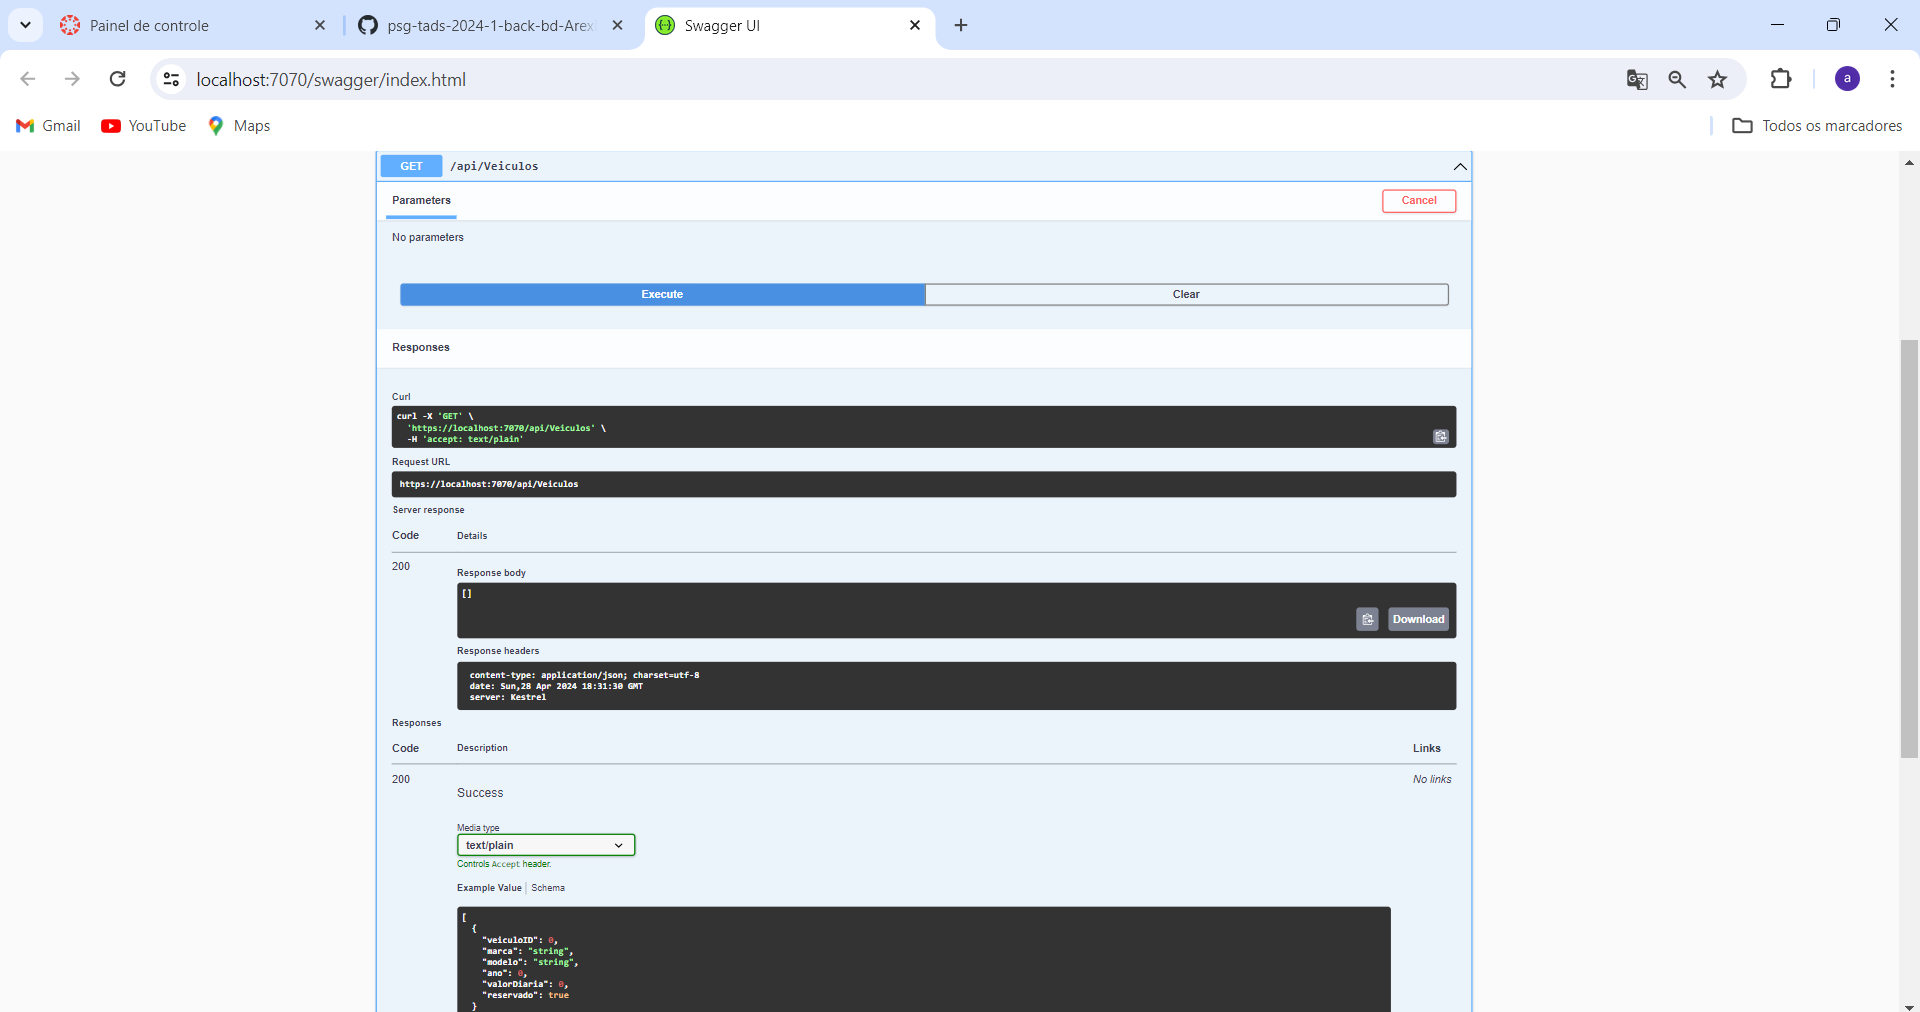 Painel de controle
psg-tads-2024-1-back-bd-Arex
Swagger UI
localhost:7070/swagger/index.html
a
Gmail
YouTube
Maps
Todos os marcadores
GET /api/Veiculos
Parameters
Cancel
No parameters
Execute
Clear
Responses
Curl
curl -X 'GET' \
'https://localhost:7070/api/Veiculos' \
-H 'accept: text/plain'
Request URL
https://localhost:7070/api/Veiculos
Server response
Code Details
200
Response body
[]
Download
Response headers
content-type: application/json; charset=utf-8
date: Sun,28 Apr 2024 18:31:30 GMT
server: Kestrel
Responses
Code Description Links
200 No links
Success
Media type
text/plain
Controls Accept header.
Example Value Schema
[
{
"veiculoID": 0,
"marca": "string",
"modelo": "string",
"ano": 0,
"valorDiaria": 0,
"reservado": true
}